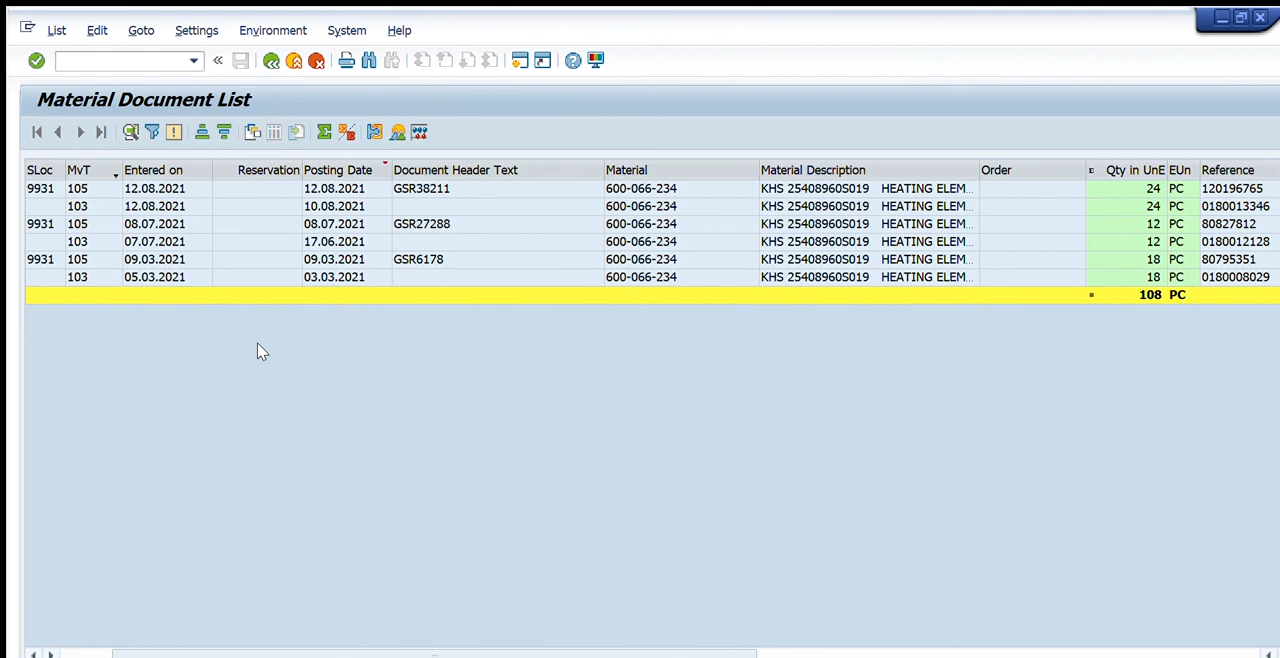 List Edit Goto Settings Environment System Help
Material Document List
SLoc MvT Entered on Reservation Posting Date Document Header Text Material Material Description Order Qty in UnE EUn Reference
9931 105 12.08.2021 12.08.2021 GSR38211 600-066-234 KHS 25408960S019 HEATING ELEM... 24 PC 120196765
103 12.08.2021 10.08.2021 600-066-234 KHS 25408960S019 HEATING ELEM... 24 PC 0180013346
9931 105 08.07.2021 08.07.2021 GSR27288 600-066-234 KHS 25408960S019 HEATING ELEM... 12 PC 80827812
103 07.07.2021 17.06.2021 600-066-234 KHS 25408960S019 HEATING ELEM... 12 PC 0180012128
9931 105 09.03.2021 09.03.2021 GSR6178 600-066-234 KHS 25408960S019 HEATING ELEM... 18 PC 80795351
103 05.03.2021 03.03.2021 600-066-234 KHS 25408960S019 HEATING ELEM... 18 PC 0180008029
108 PC